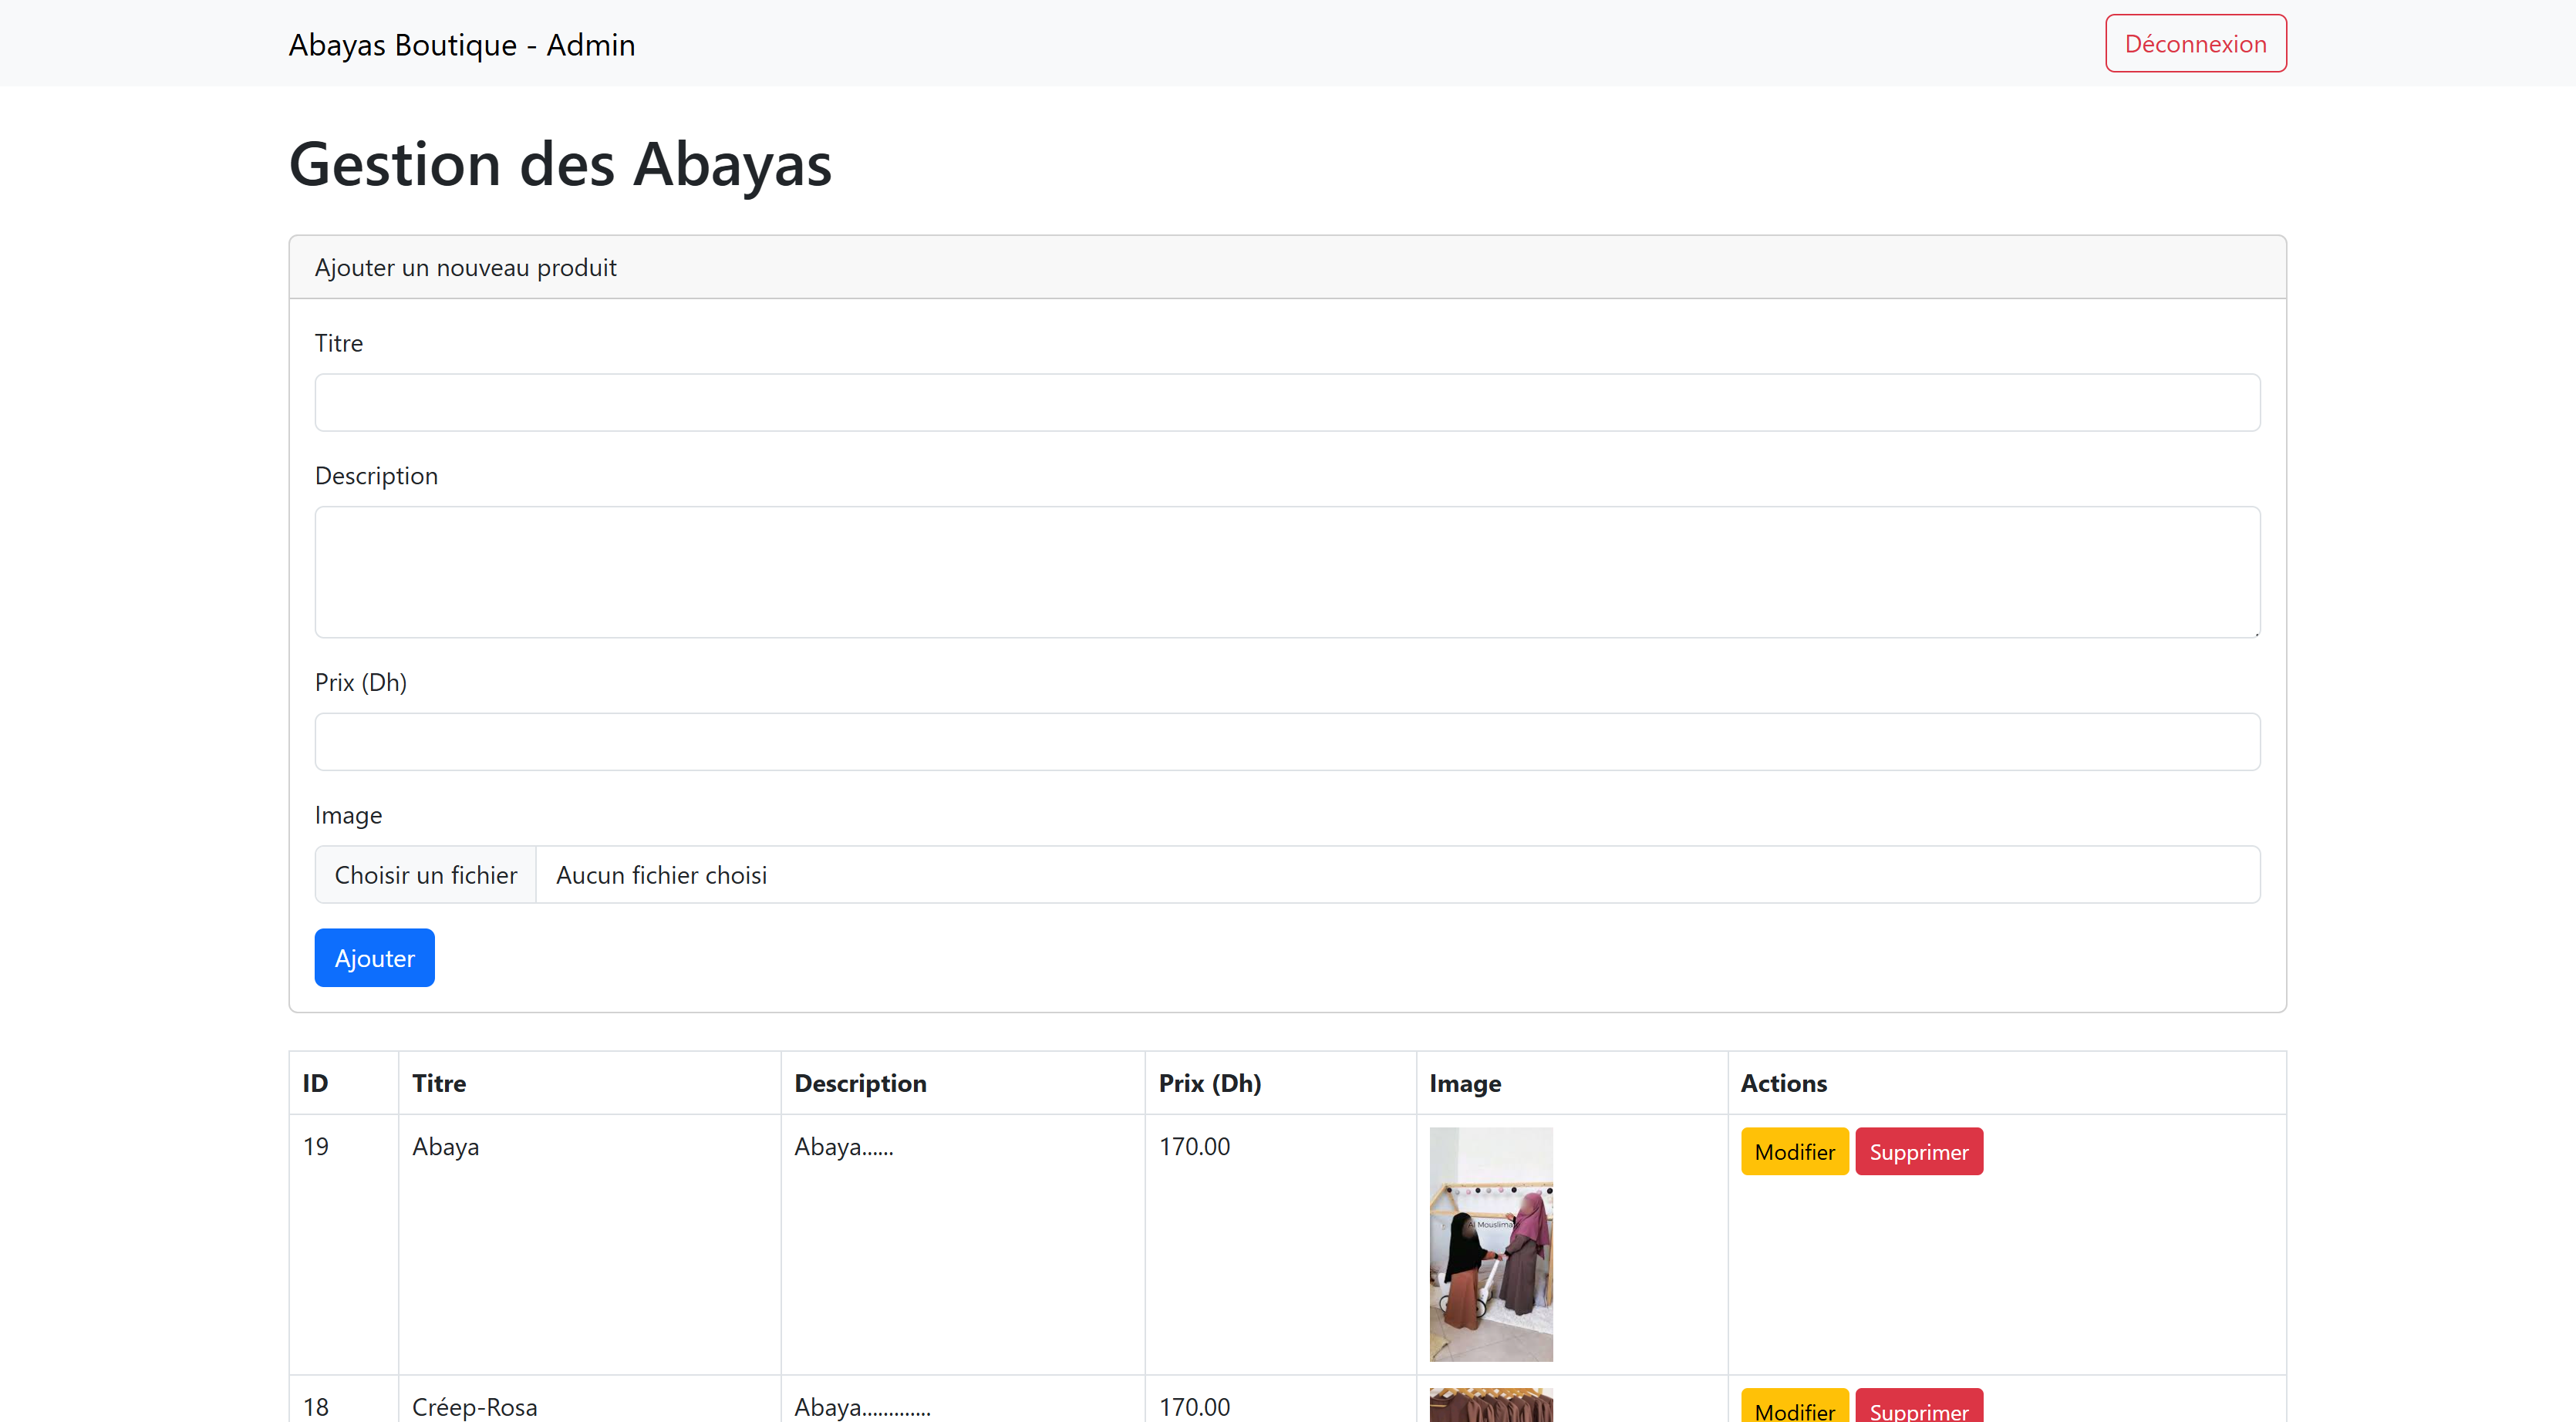 Abayas Boutique - Admin
Déconnexion
Gestion des Abayas
Ajouter un nouveau produit
Titre
Description
Prix (Dh)
Image
Choisir un fichier Aucun fichier choisi
Ajouter
ID Titre Description Prix (Dh) Image Actions
19 Abaya Abaya...... 170.00 Modifier Supprimer
Al Mouslima
18 Créep-Rosa Abaya............. 170.00 Modifier Supprimer